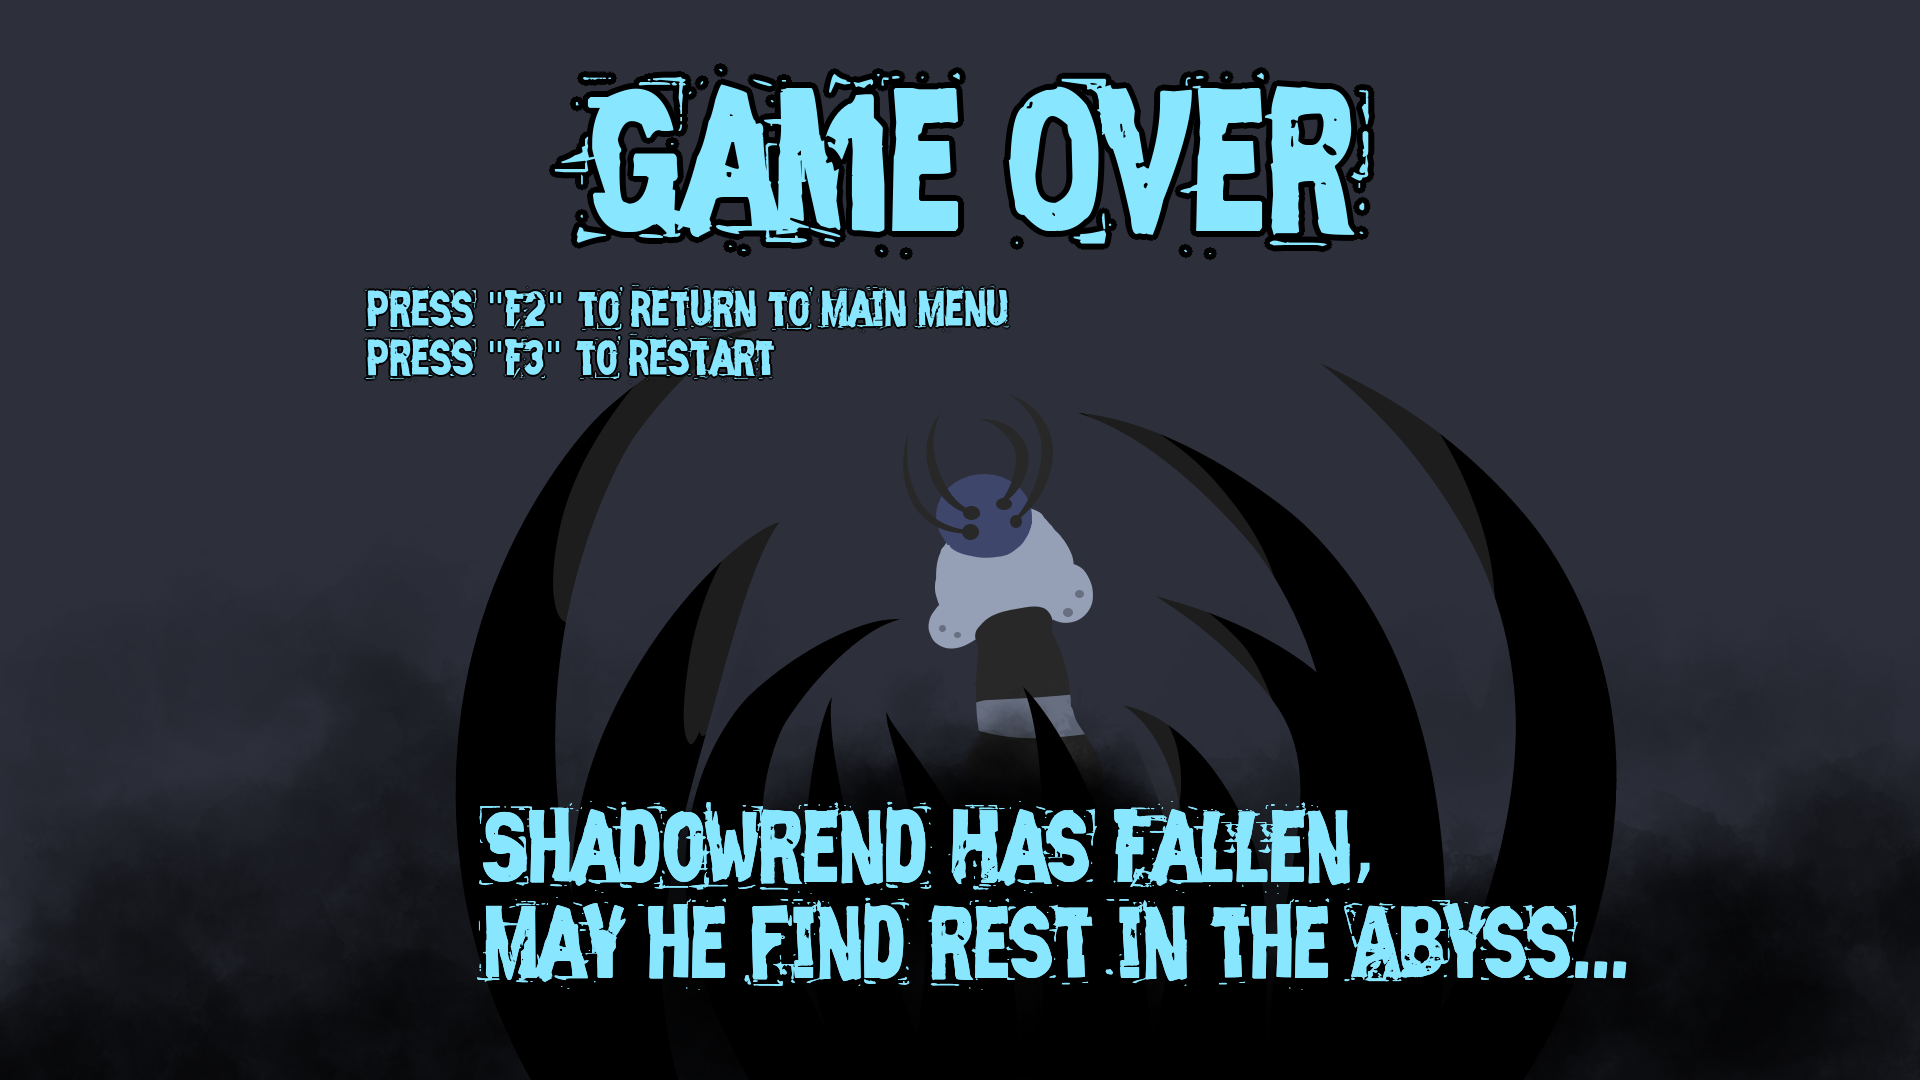 GAME OVER
PRESS "F2" TO RETURN TO MAIN MENU
PRESS "F3" TO RESTART
SHADOWREND HAS FALLEN,
MAY HE FIND REST IN THE ABYSS...